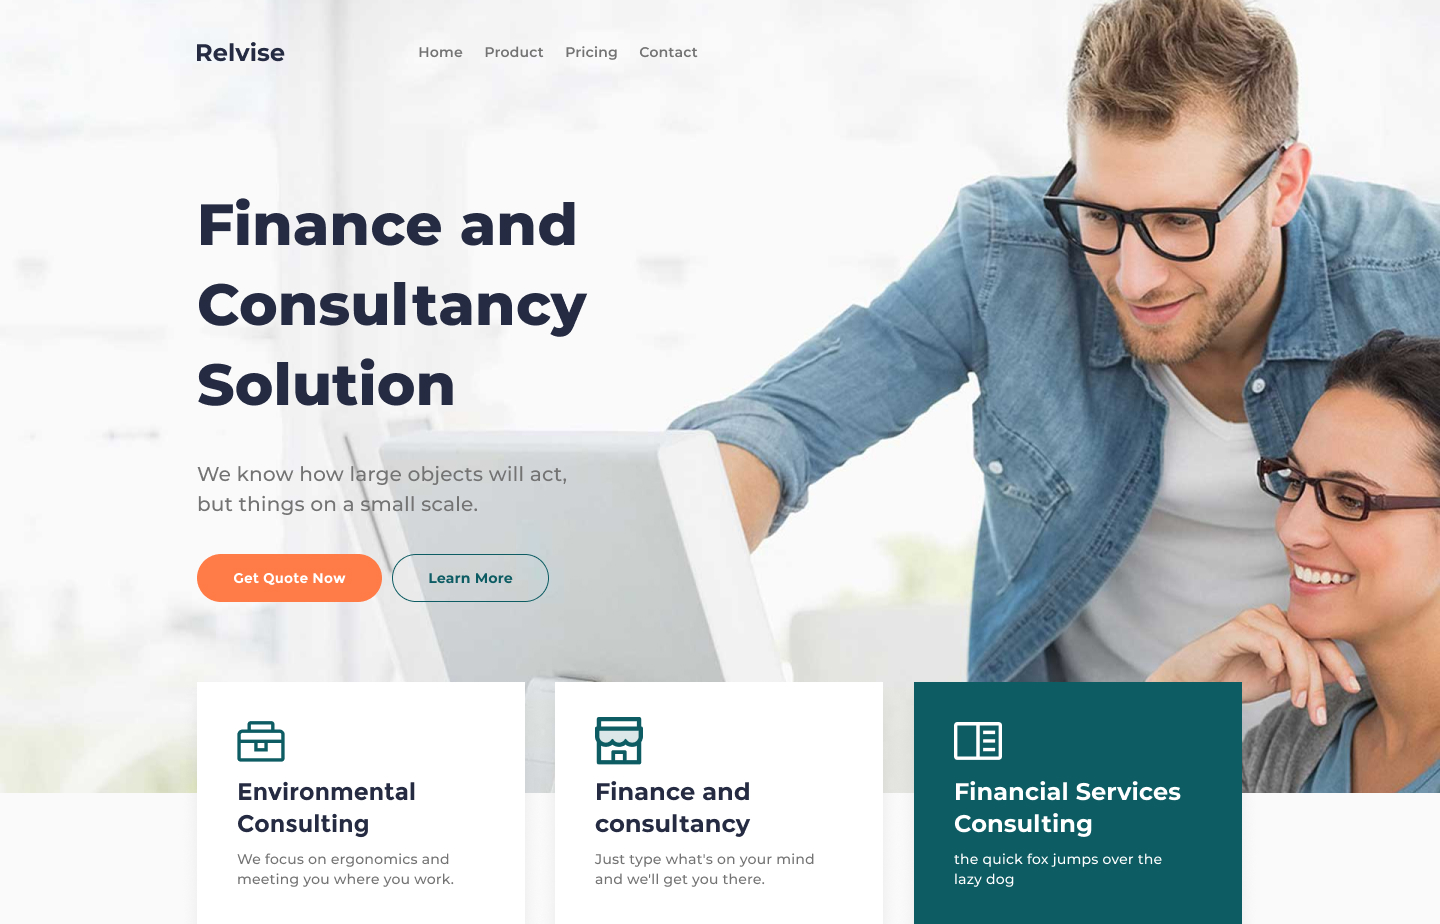 Relvise
Home Product Pricing Contact
Finance and
Consultancy
Solution
We know how large objects will act,
but things on a small scale.
Get Quote Now
Learn More
Environmental
Consulting
We focus on ergonomics and
meeting you where you work.
Finance and
consultancy
Just type what's on your mind
and we'll get you there.
Financial Services
Consulting
the quick fox jumps over the
lazy dog